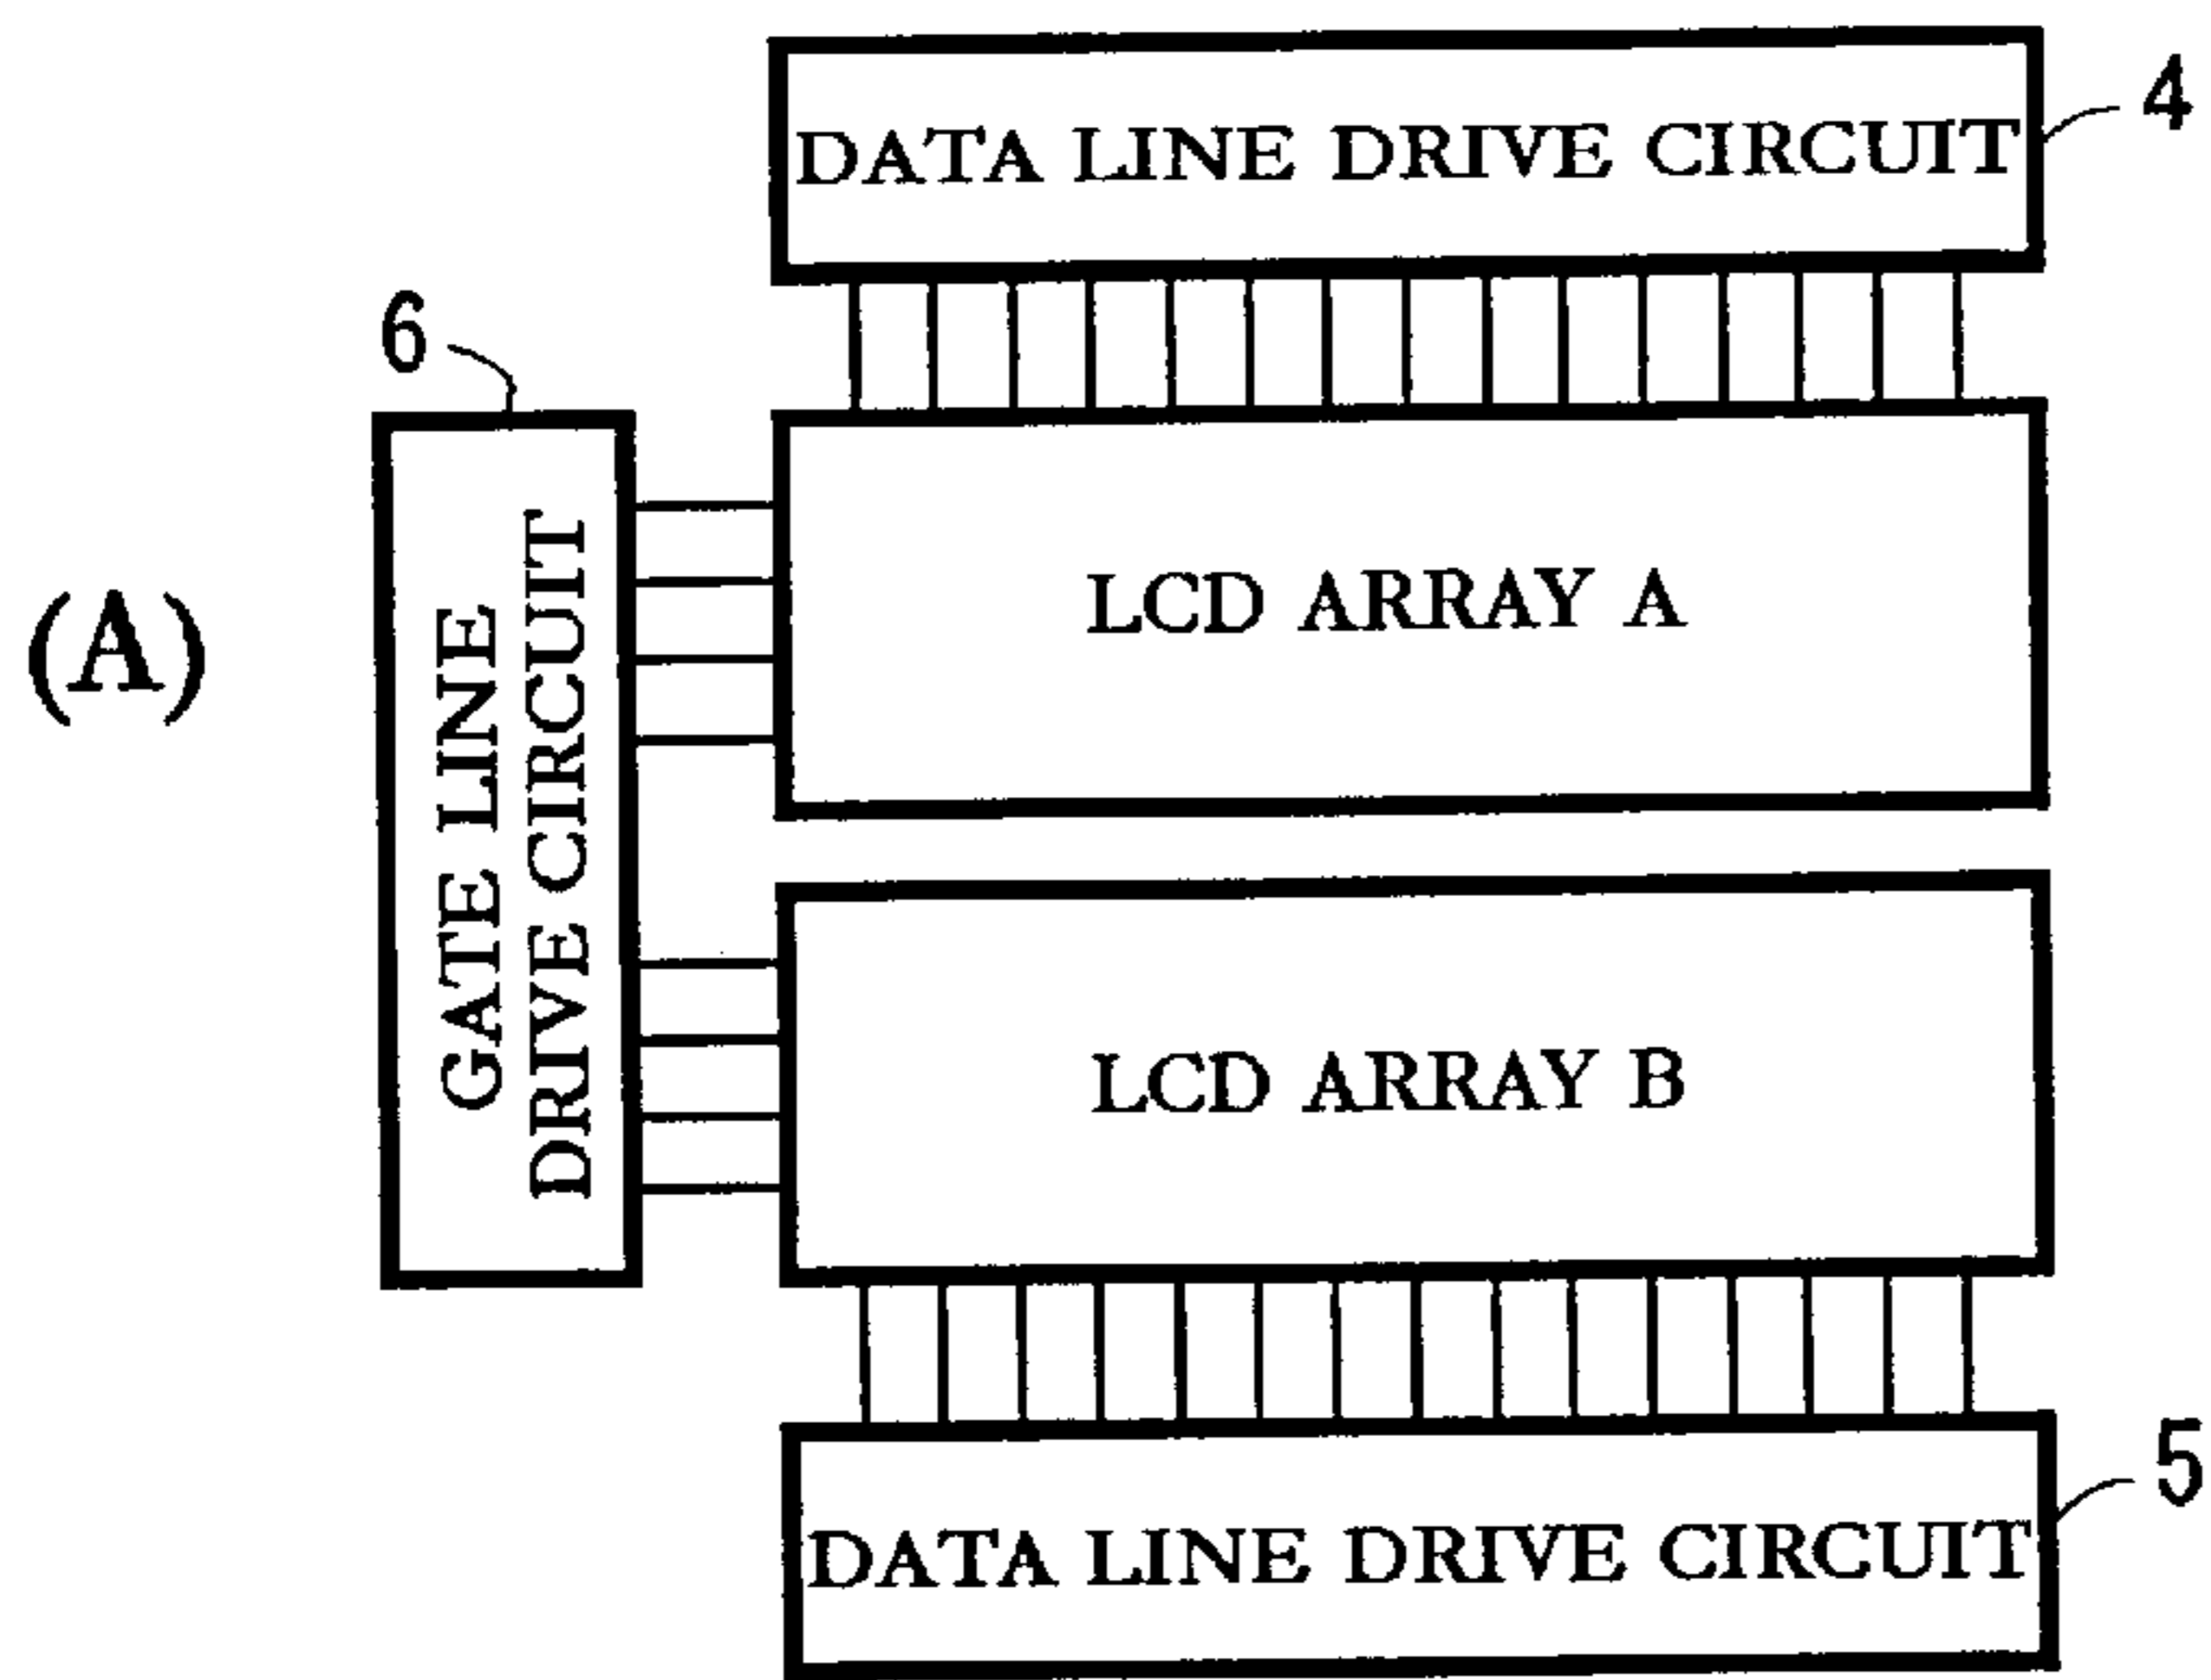 DATA LINE DRIVE CIRCUIT
4
6
(A)
GATE LINE
DRIVE CIRCUIT
LCD ARRAY A
LCD ARRAY B
DATA LINE DRIVE CIRCUIT
5